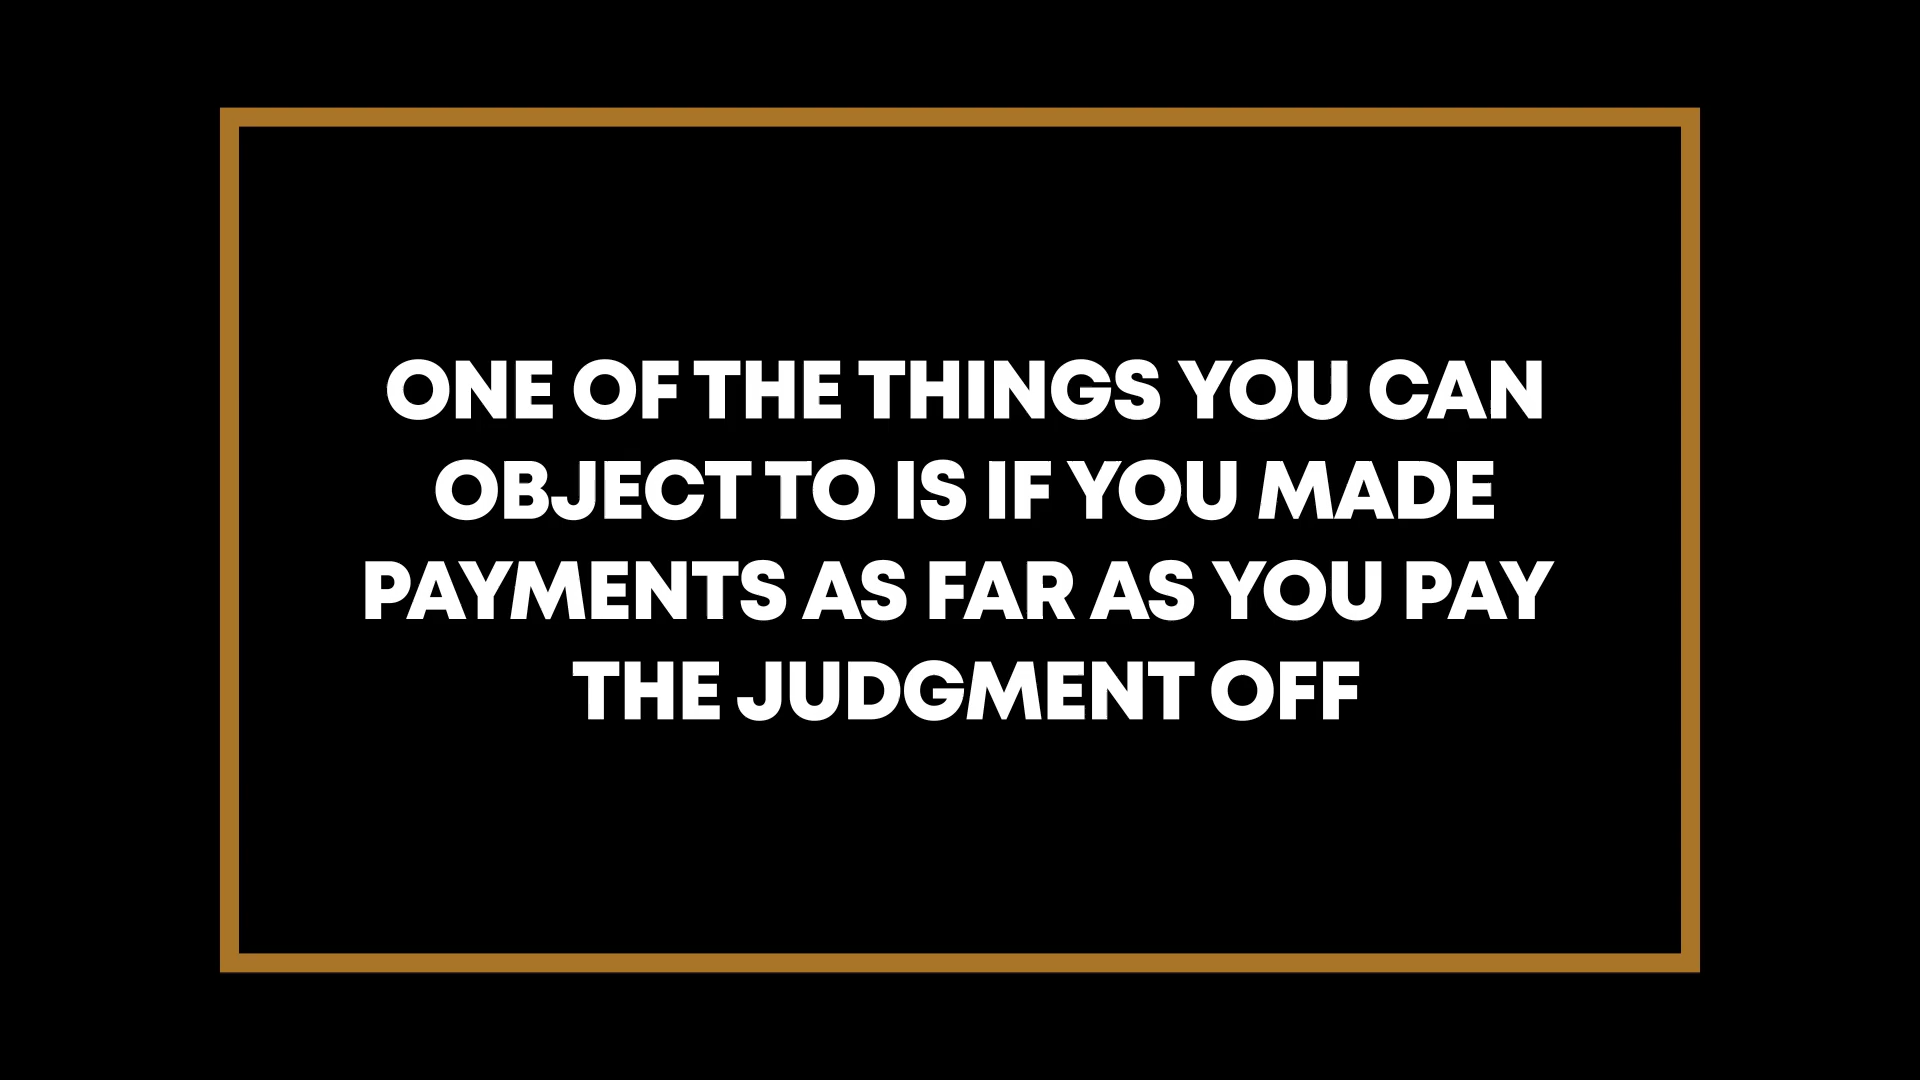 ONE OF THE THINGS YOU CAN
OBJECT TO IS IF YOU MADE
PAYMENTS AS FAR AS YOU PAY
THE JUDGMENT OFF